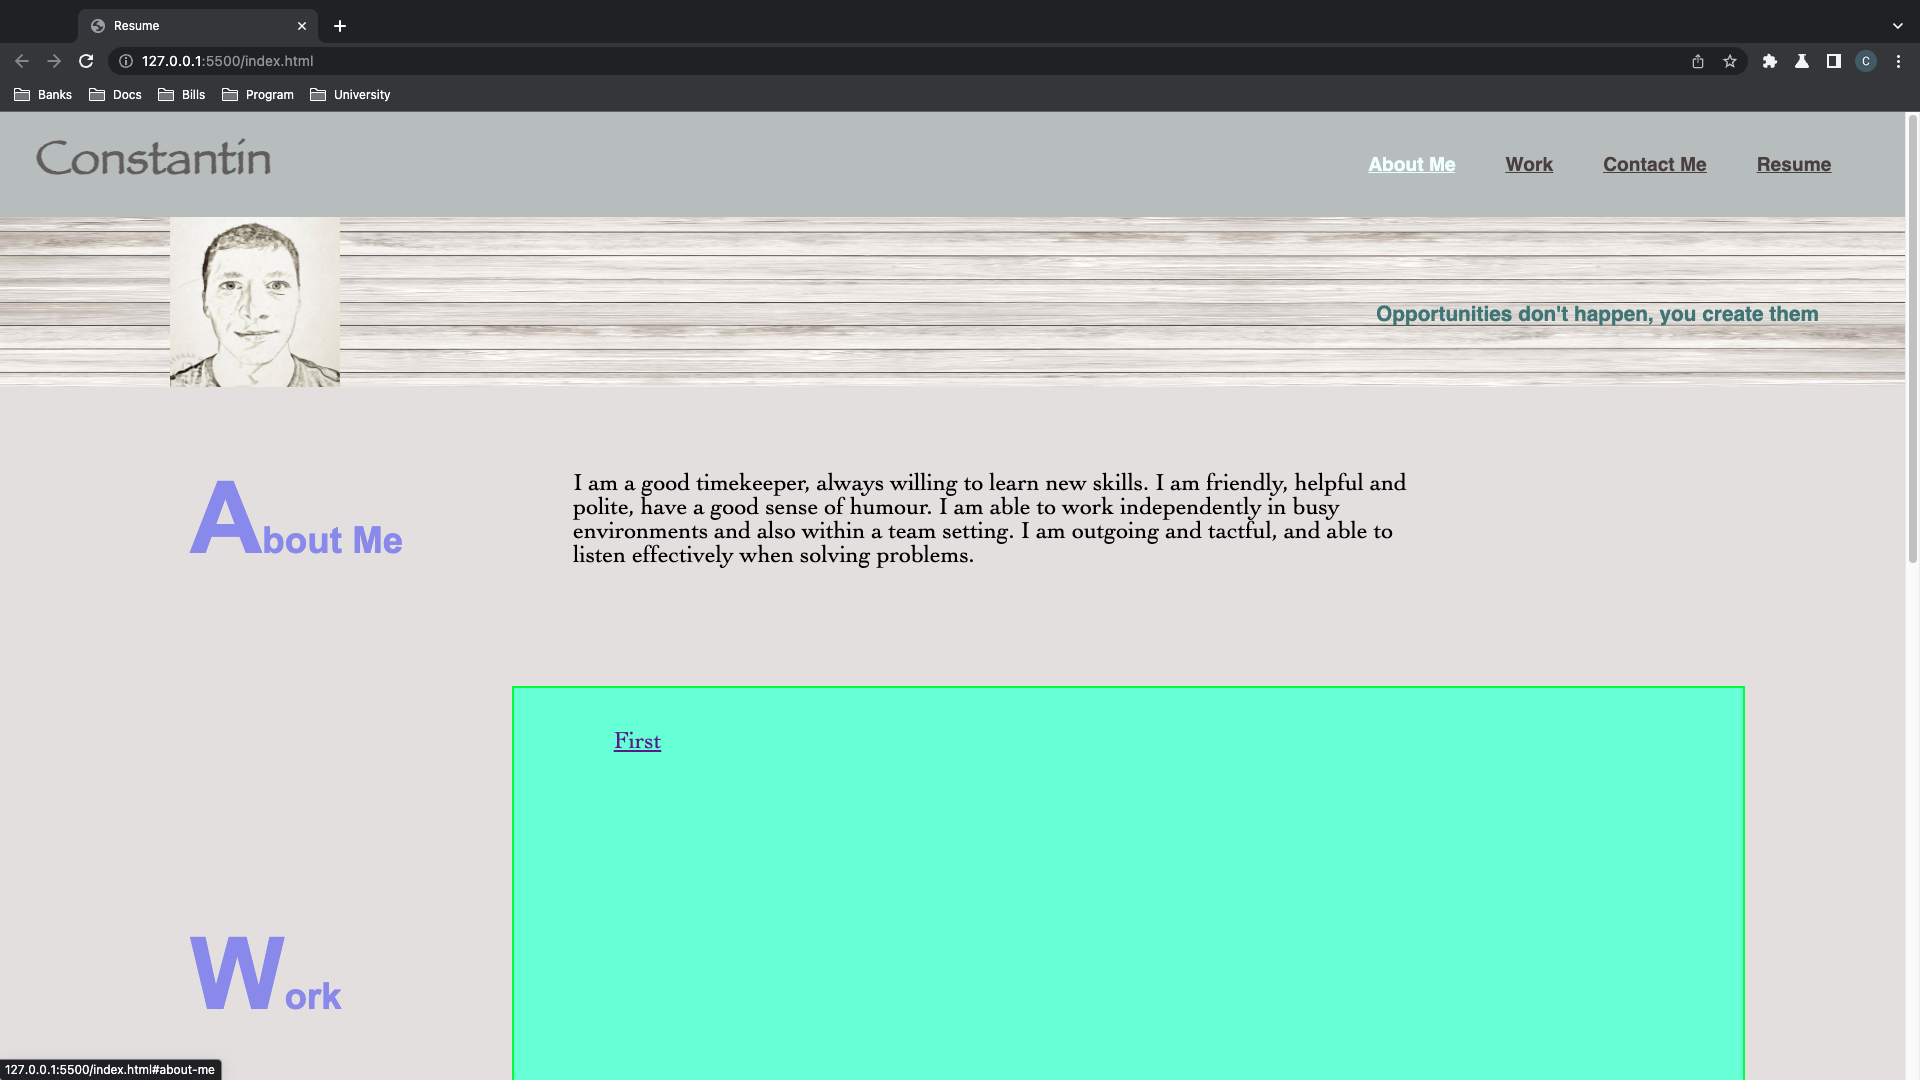 Resume
127.0.0.1:5500/index.html
C
Banks Docs Bills Program University
Constantin
About Me Work Contact Me Resume
Opportunities don't happen, you create them
About Me
I am a good timekeeper, always willing to learn new skills. I am friendly, helpful and
polite, have a good sense of humour. I am able to work independently in busy
environments and also within a team setting. I am outgoing and tactful, and able to
listen effectively when solving problems.
First
Work
127.0.0.1:5500/index.html#about-me